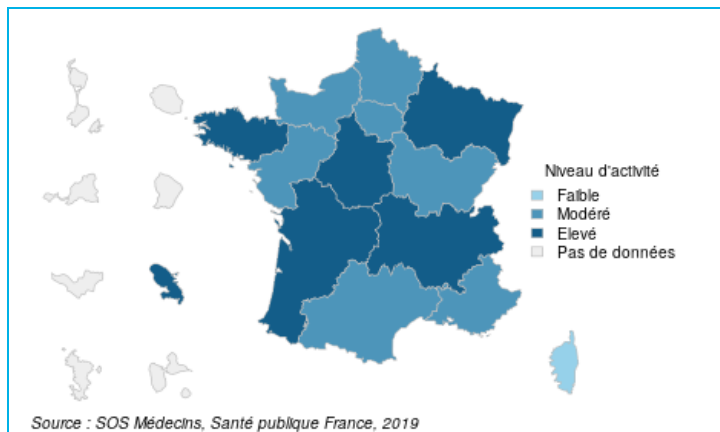 Niveau d'activité
Faible
Modéré
Elevé
Pas de données
Source : SOS Médecins, Santé publique France, 2019